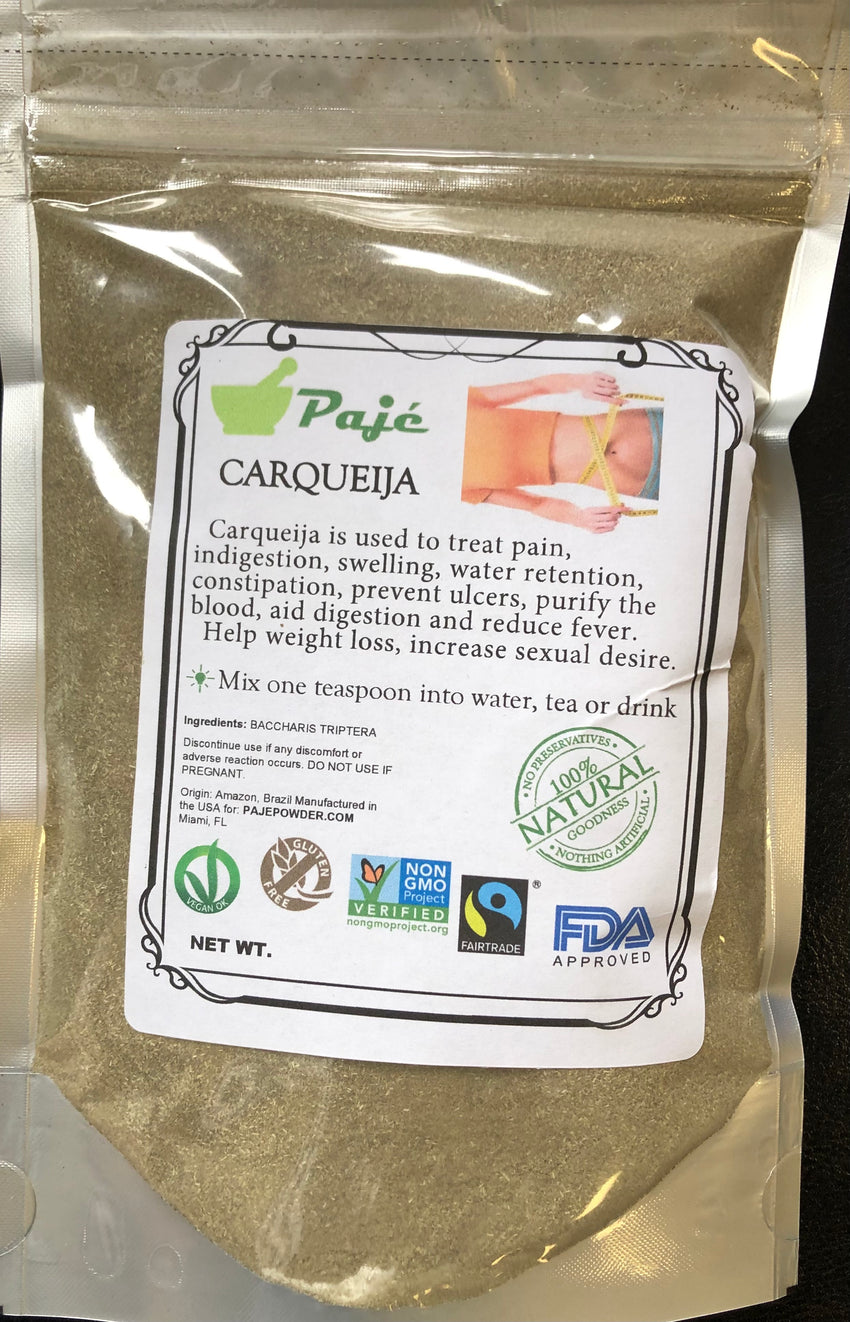 Pajé
CARQUEIJA
Carqueija is used to treat pain,
indigestion, swelling, water retention,
constipation, prevent ulcers, purify the
blood, aid digestion and reduce fever.
Help weight loss, increase sexual desire.
Mix one teaspoon into water, tea or drink
Ingredients: BACCHARIS TRIPTERA
Discontinue use if any discomfort or
adverse reaction occurs. DO NOT USE IF
PREGNANT.
Origin: Amazon, Brazil Manufactured in
the USA for: PAJEPOWDER.COM
Miami, FL
• NO PRESERVATIVES •
100%
NATURAL
GOODNESS
• NOTHING ARTIFICIAL •
VEGAN OK
GLUTEN
FREE
NON
GMO
Project
VERIFIED
nongmoproject.org
FAIRTRADE
®
FDA
APPROVED
NET WT.